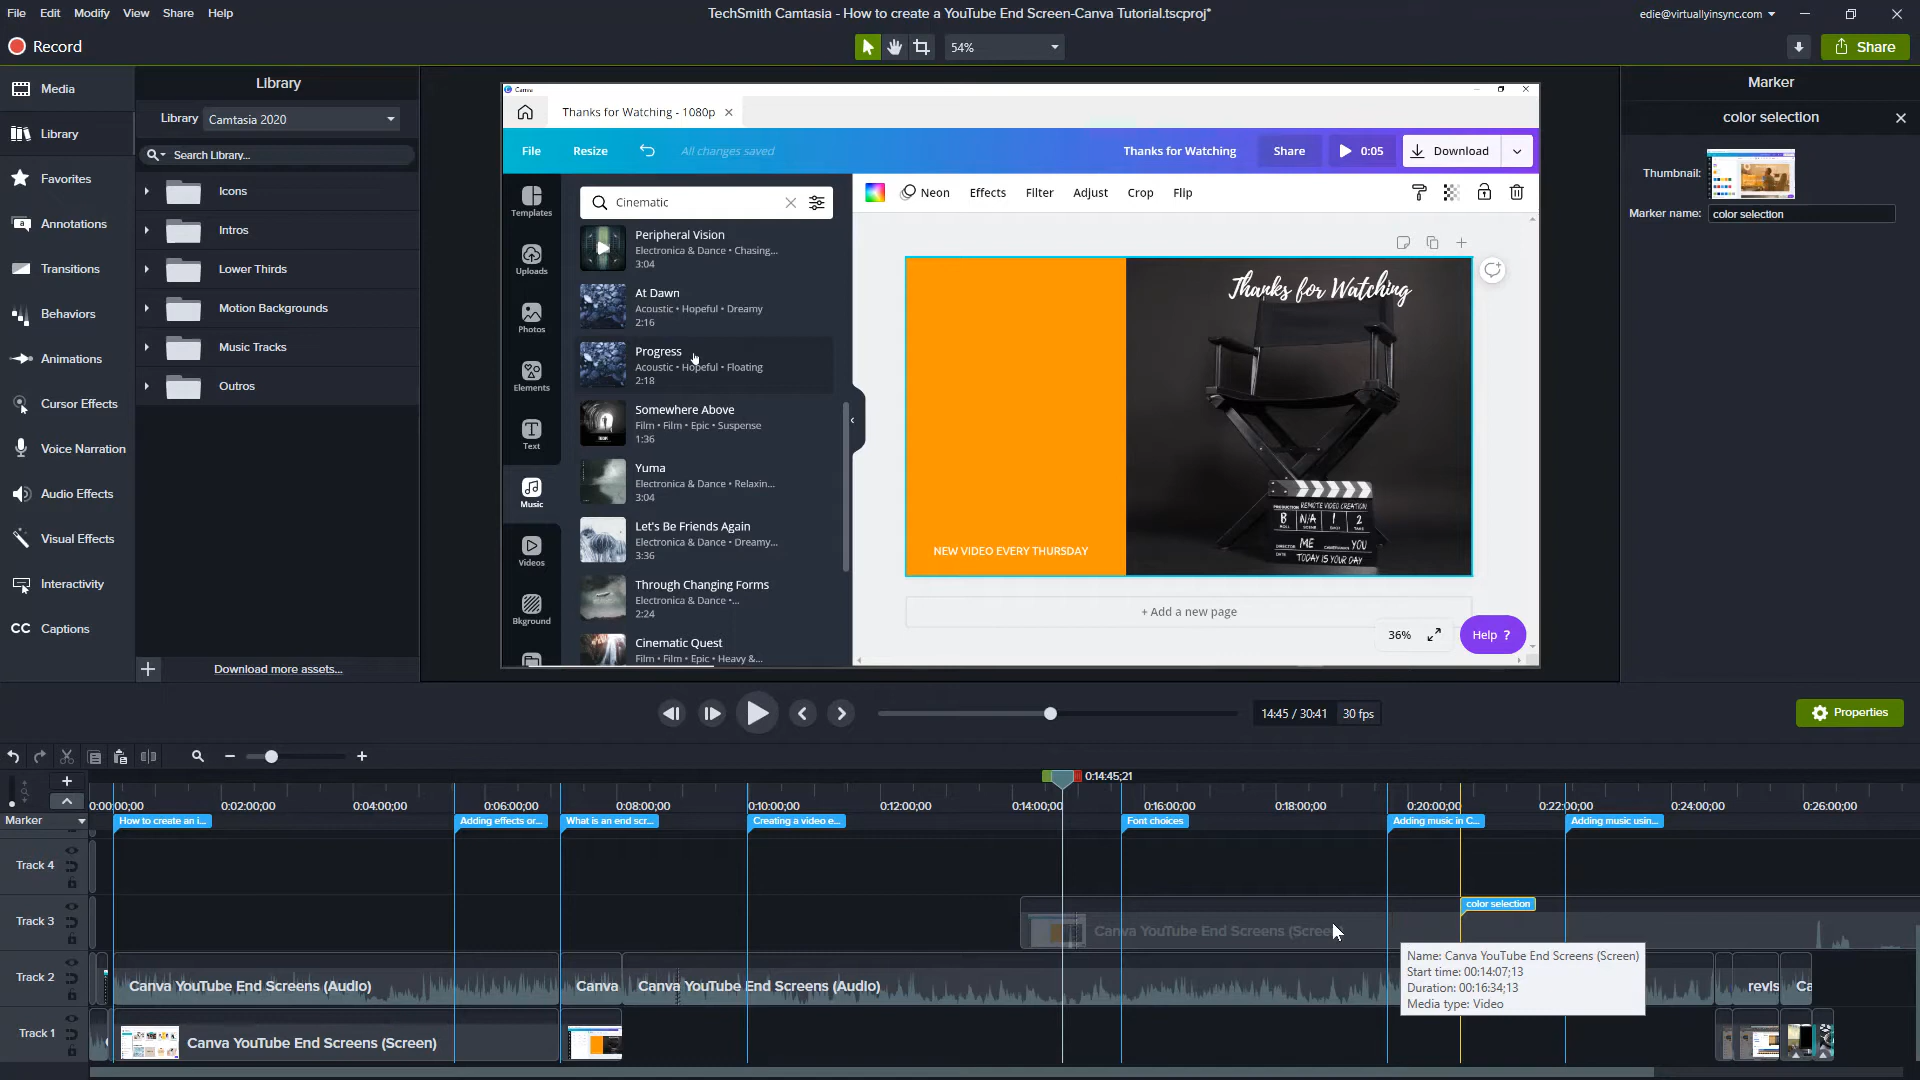 File Edit Modify View Share Help
TechSmith Camtasia - How to create a YouTube End Screen-Canva Tutorial.tscproj*
edie@virtuallyinsync.com
Record
54%
Share
Media
Library
Favorites
Annotations
Transitions
Behaviors
Animations
Cursor Effects
Voice Narration
Audio Effects
Visual Effects
Interactivity
CC Captions
Library
Library Camtasia 2020
Search Library...
Icons
Intros
Lower Thirds
Motion Backgrounds
Music Tracks
Outros
Download more assets...
Canva
Thanks for Watching - 1080p
File Resize All changes saved
Thanks for Watching Share 0:05 Download
Templates
Uploads
Photos
Elements
Text
Music
Videos
Bkground
Cinematic
Peripheral Vision
Electronica & Dance • Chasing...
3:04
At Dawn
Acoustic • Hopeful • Dreamy
2:16
Progress
Acoustic • Hopeful • Floating
2:18
Somewhere Above
Film • Film • Epic • Suspense
1:36
Yuma
Electronica & Dance • Relaxin...
3:04
Let's Be Friends Again
Electronica & Dance • Dreamy...
3:36
Through Changing Forms
Electronica & Dance •...
2:24
Cinematic Quest
Film • Film • Epic • Heavy &...
Neon Effects Filter Adjust Crop Flip
Thanks for Watching
NEW VIDEO EVERY THURSDAY
REMOTE VIDEO CREATION
B N/A 1 2
ME YOU
TODAY IS YOUR DAY
+ Add a new page
36%
Help ?
Marker
color selection
Thumbnail:
Marker name: color selection
14:45 / 30:41 30 fps
Properties
0:14:45;21
0:00:00;00 0:02:00;00 0:04:00;00 0:06:00;00 0:08:00;00 0:10:00;00 0:12:00;00 0:14:00;00 0:16:00;00 0:18:00;00 0:20:00;00 0:22:00;00 0:24:00;00 0:26:00;00
Marker
How to create an i... Adding effects or... What is an end scr... Creating a video e... Font choices Adding music in C... Adding music usin...
Track 4
Track 3
color selection
Canva YouTube End Screens (Scree
Name: Canva YouTube End Screens (Screen)
Start time: 00:14:07;13
Duration: 00:16:34;13
Media type: Video
Track 2
Canva YouTube End Screens (Audio)
Canva
Canva YouTube End Screens (Audio)
revis
Ca
Track 1
Canva YouTube End Screens (Screen)